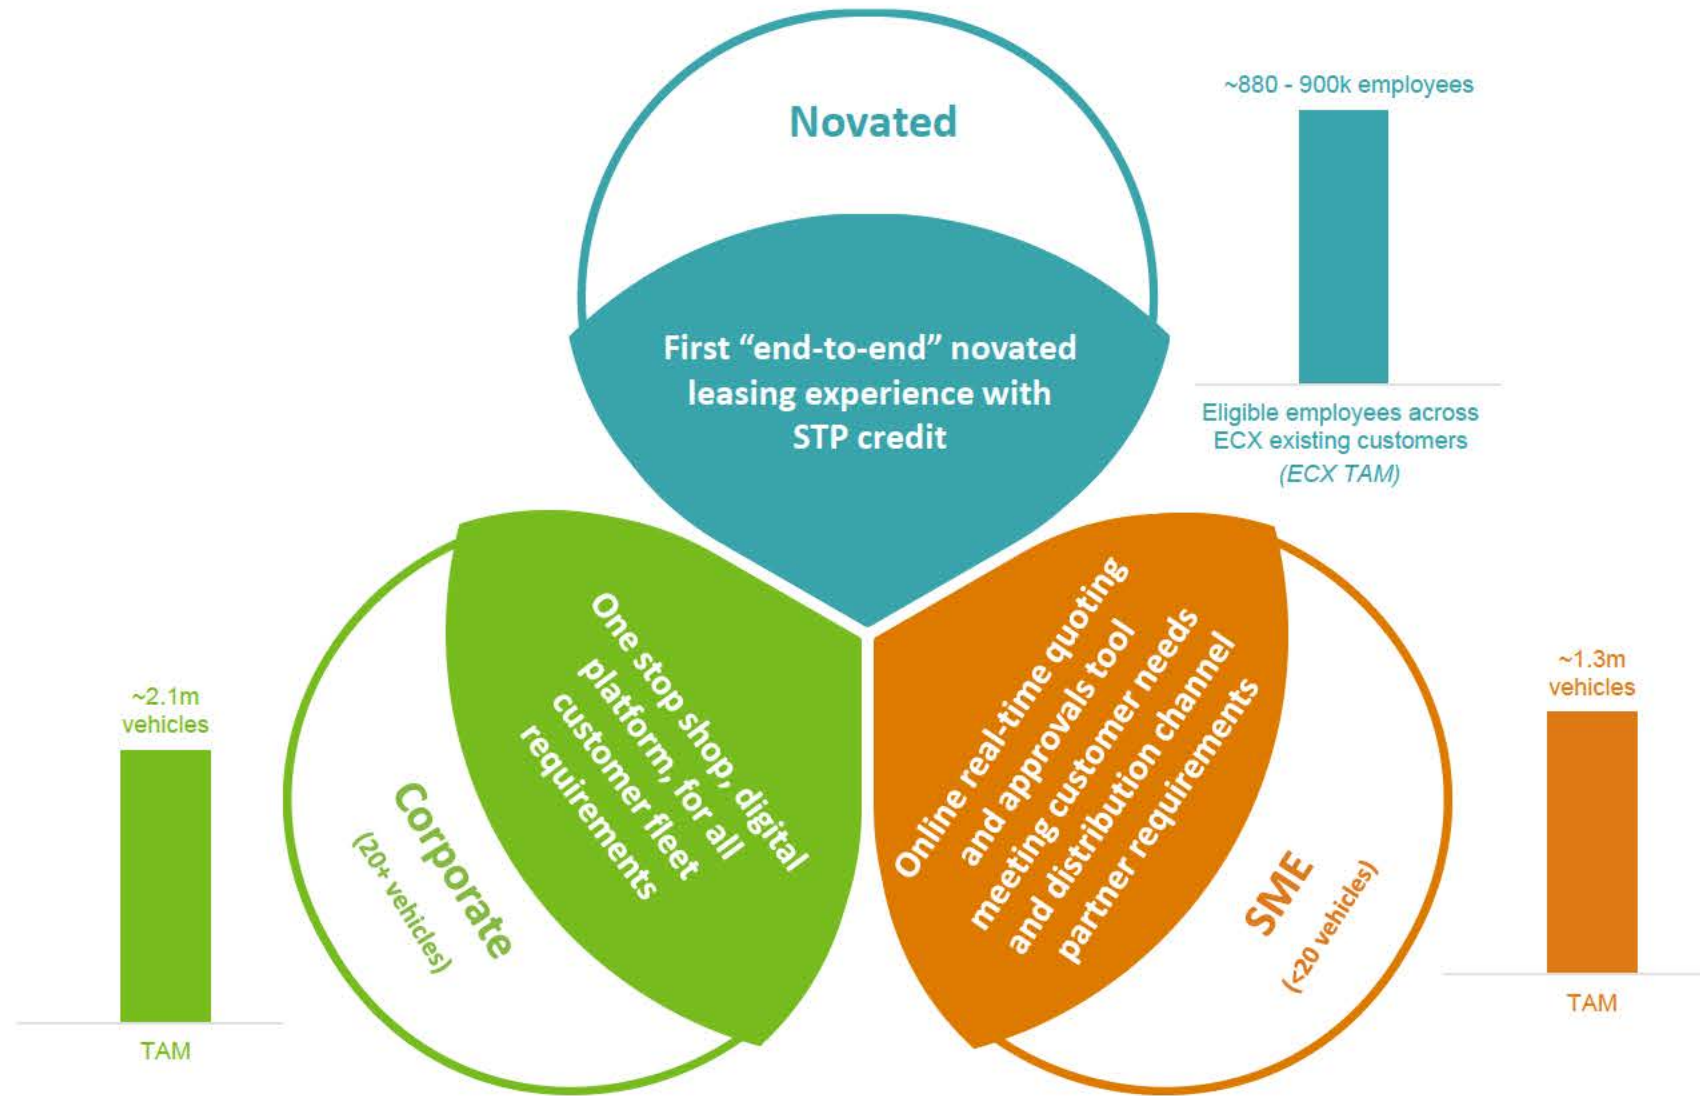 Novated
First “end-to-end” novated
leasing experience with
STP credit
~880 - 900k employees
Eligible employees across
ECX existing customers
(ECX TAM)
~2.1m
vehicles
TAM
Corporate
(20+ vehicles)
One stop shop, digital
platform, for all
customer fleet
requirements
Online real-time quoting
and approvals tool
meeting customer needs
and distribution channel
partner requirements
SME
(<20 vehicles)
~1.3m
vehicles
TAM